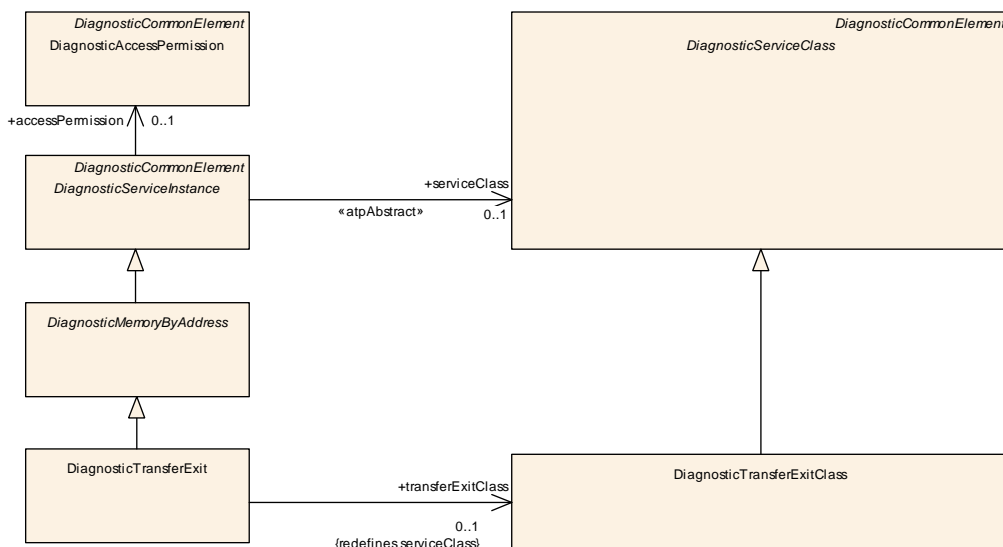 DiagnosticCommonElement
DiagnosticAccessPermission
DiagnosticCommonElement
DiagnosticServiceClass
+accessPermission
0..1
DiagnosticCommonElement
DiagnosticServiceInstance
+serviceClass
«atpAbstract»
0..1
DiagnosticMemoryByAddress
DiagnosticTransferExit
DiagnosticTransferExitClass
+transferExitClass
0..1
{redefines serviceClass}